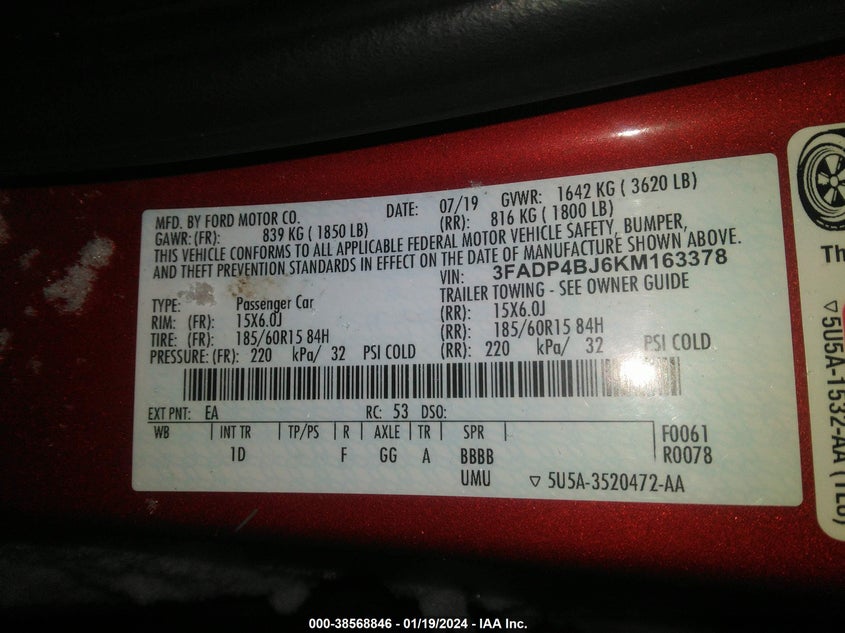 MFD. BY FORD MOTOR CO. DATE: 07/19 GVWR: 1642 KG ( 3620 LB)
GAWR: (FR): 839 KG ( 1850 LB) (RR): 816 KG ( 1800 LB)
THIS VEHICLE CONFORMS TO ALL APPLICABLE FEDERAL MOTOR VEHICLE SAFETY, BUMPER,
AND THEFT PREVENTION STANDARDS IN EFFECT ON THE DATE OF MANUFACTURE SHOWN ABOVE.
VIN: 3FADP4BJ6KM163378
TYPE: Passenger Car TRAILER TOWING - SEE OWNER GUIDE
RIM: (FR): 15X6.0J (RR): 15X6.0J
TIRE: (FR): 185/60R15 84H (RR): 185/60R15 84H
PRESSURE: (FR): 220 kPa/ 32 PSI COLD (RR): 220 kPa/ 32 PSI COLD
EXT PNT: EA RC: 53 DSO:
WB INT TR TP/PS R AXLE TR SPR F0061
1D F GG A BBBB R0078
UMU ▽ 5U5A-3520472-AA
Th
▽ 5U5A-1532-AA (TL8)
000-38568846 - 01/19/2024 - IAA Inc.